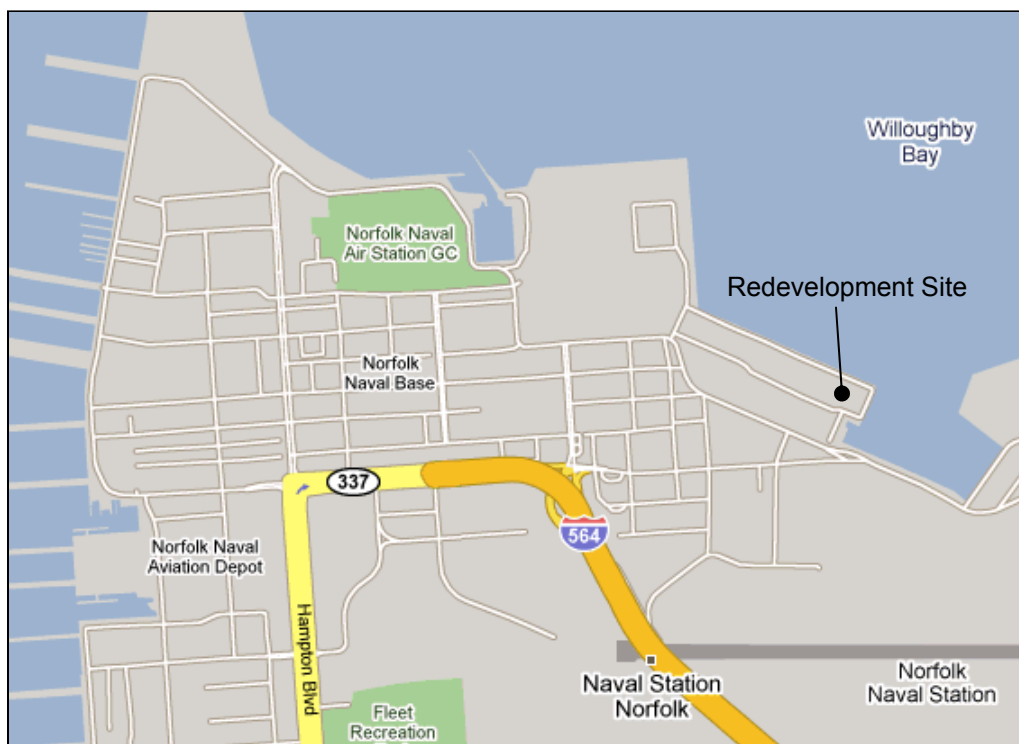 Willoughby
Bay
Norfolk Naval
Air Station GC
Redevelopment Site
Norfolk
Naval Base
337
564
Norfolk Naval
Aviation Depot
Hampton Blvd
Naval Station
Norfolk
Norfolk
Naval Station
Fleet
Recreation